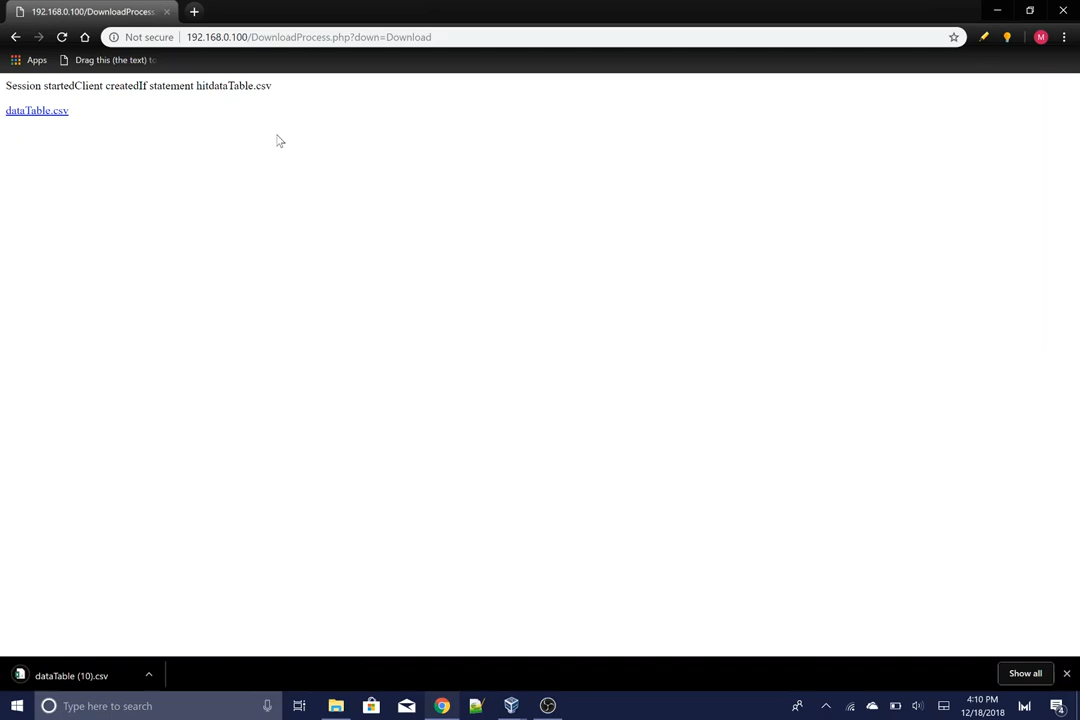 192.168.0.100/DownloadProcess.
Not secure
192.168.0.100/DownloadProcess.php?down=Download
M
Apps
Drag this (the text) to
Session startedClient createdIf statement hitdataTable.csv
dataTable.csv
dataTable (10).csv
Show all
Type here to search
4:10 PM
12/18/2018
4